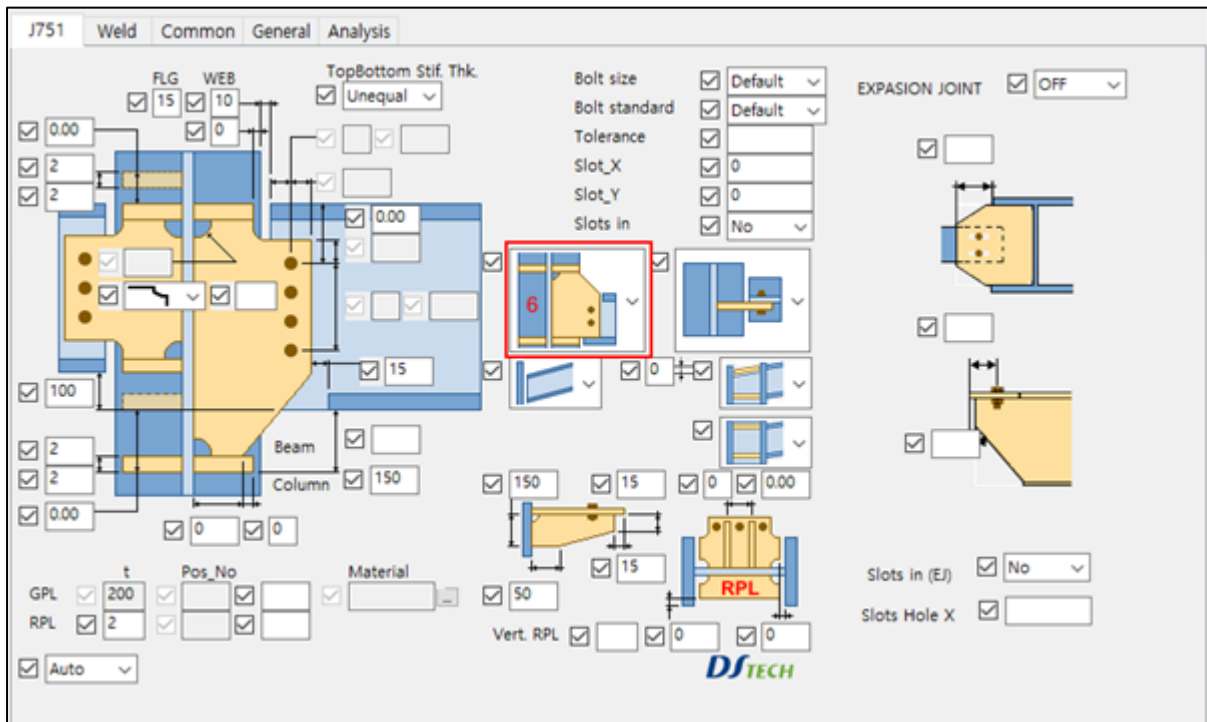 J751 Weld Common General Analysis
FLG WEB TopBottom Stif. Thk.
15 10 Unequal
0.00 0
2
2
0.00
15
100
2 Beam
2 Column 150
0.00
0 0
Bolt size Default
Bolt standard Default
Tolerance
Slot_X 0
Slot_Y 0
Slots in No
6
0
150 15 0 0.00
15
50
RPL
Vert. RPL 0 0
DSTECH
EXPASION JOINT OFF
Slots in (EJ) No
Slots Hole X
t Pos_No Material
GPL 200 ...
RPL 2
Auto